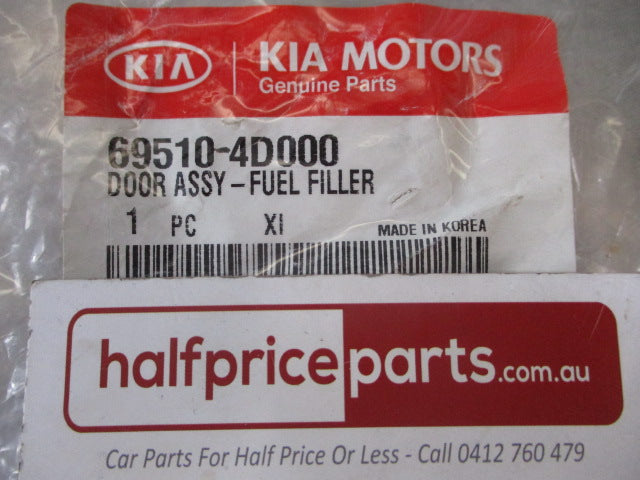 KIA
KIA MOTORS
Genuine Parts
69510-4D000
DOOR ASSY-FUEL FILLER
1 PC XI MADE IN KOREA
halfpriceparts.com.au
Car Parts For Half Price Or Less - Call 0412 760 479